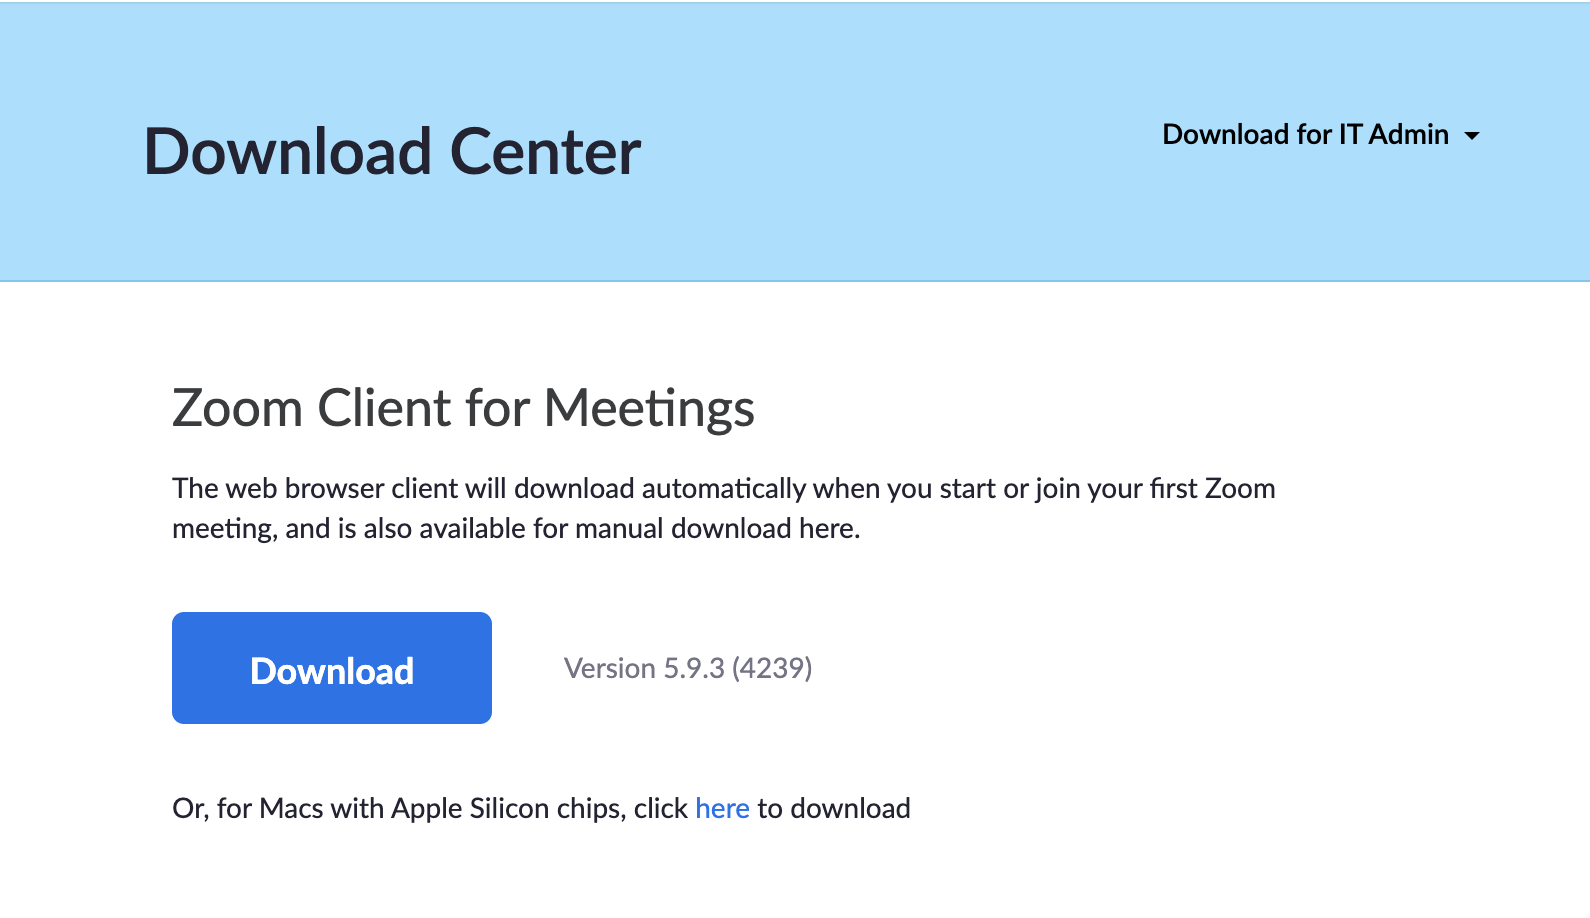 Download Center
Download for IT Admin
Zoom Client for Meetings
The web browser client will download automatically when you start or join your first Zoom
meeting, and is also available for manual download here.
Download
Version 5.9.3 (4239)
Or, for Macs with Apple Silicon chips, click here to download